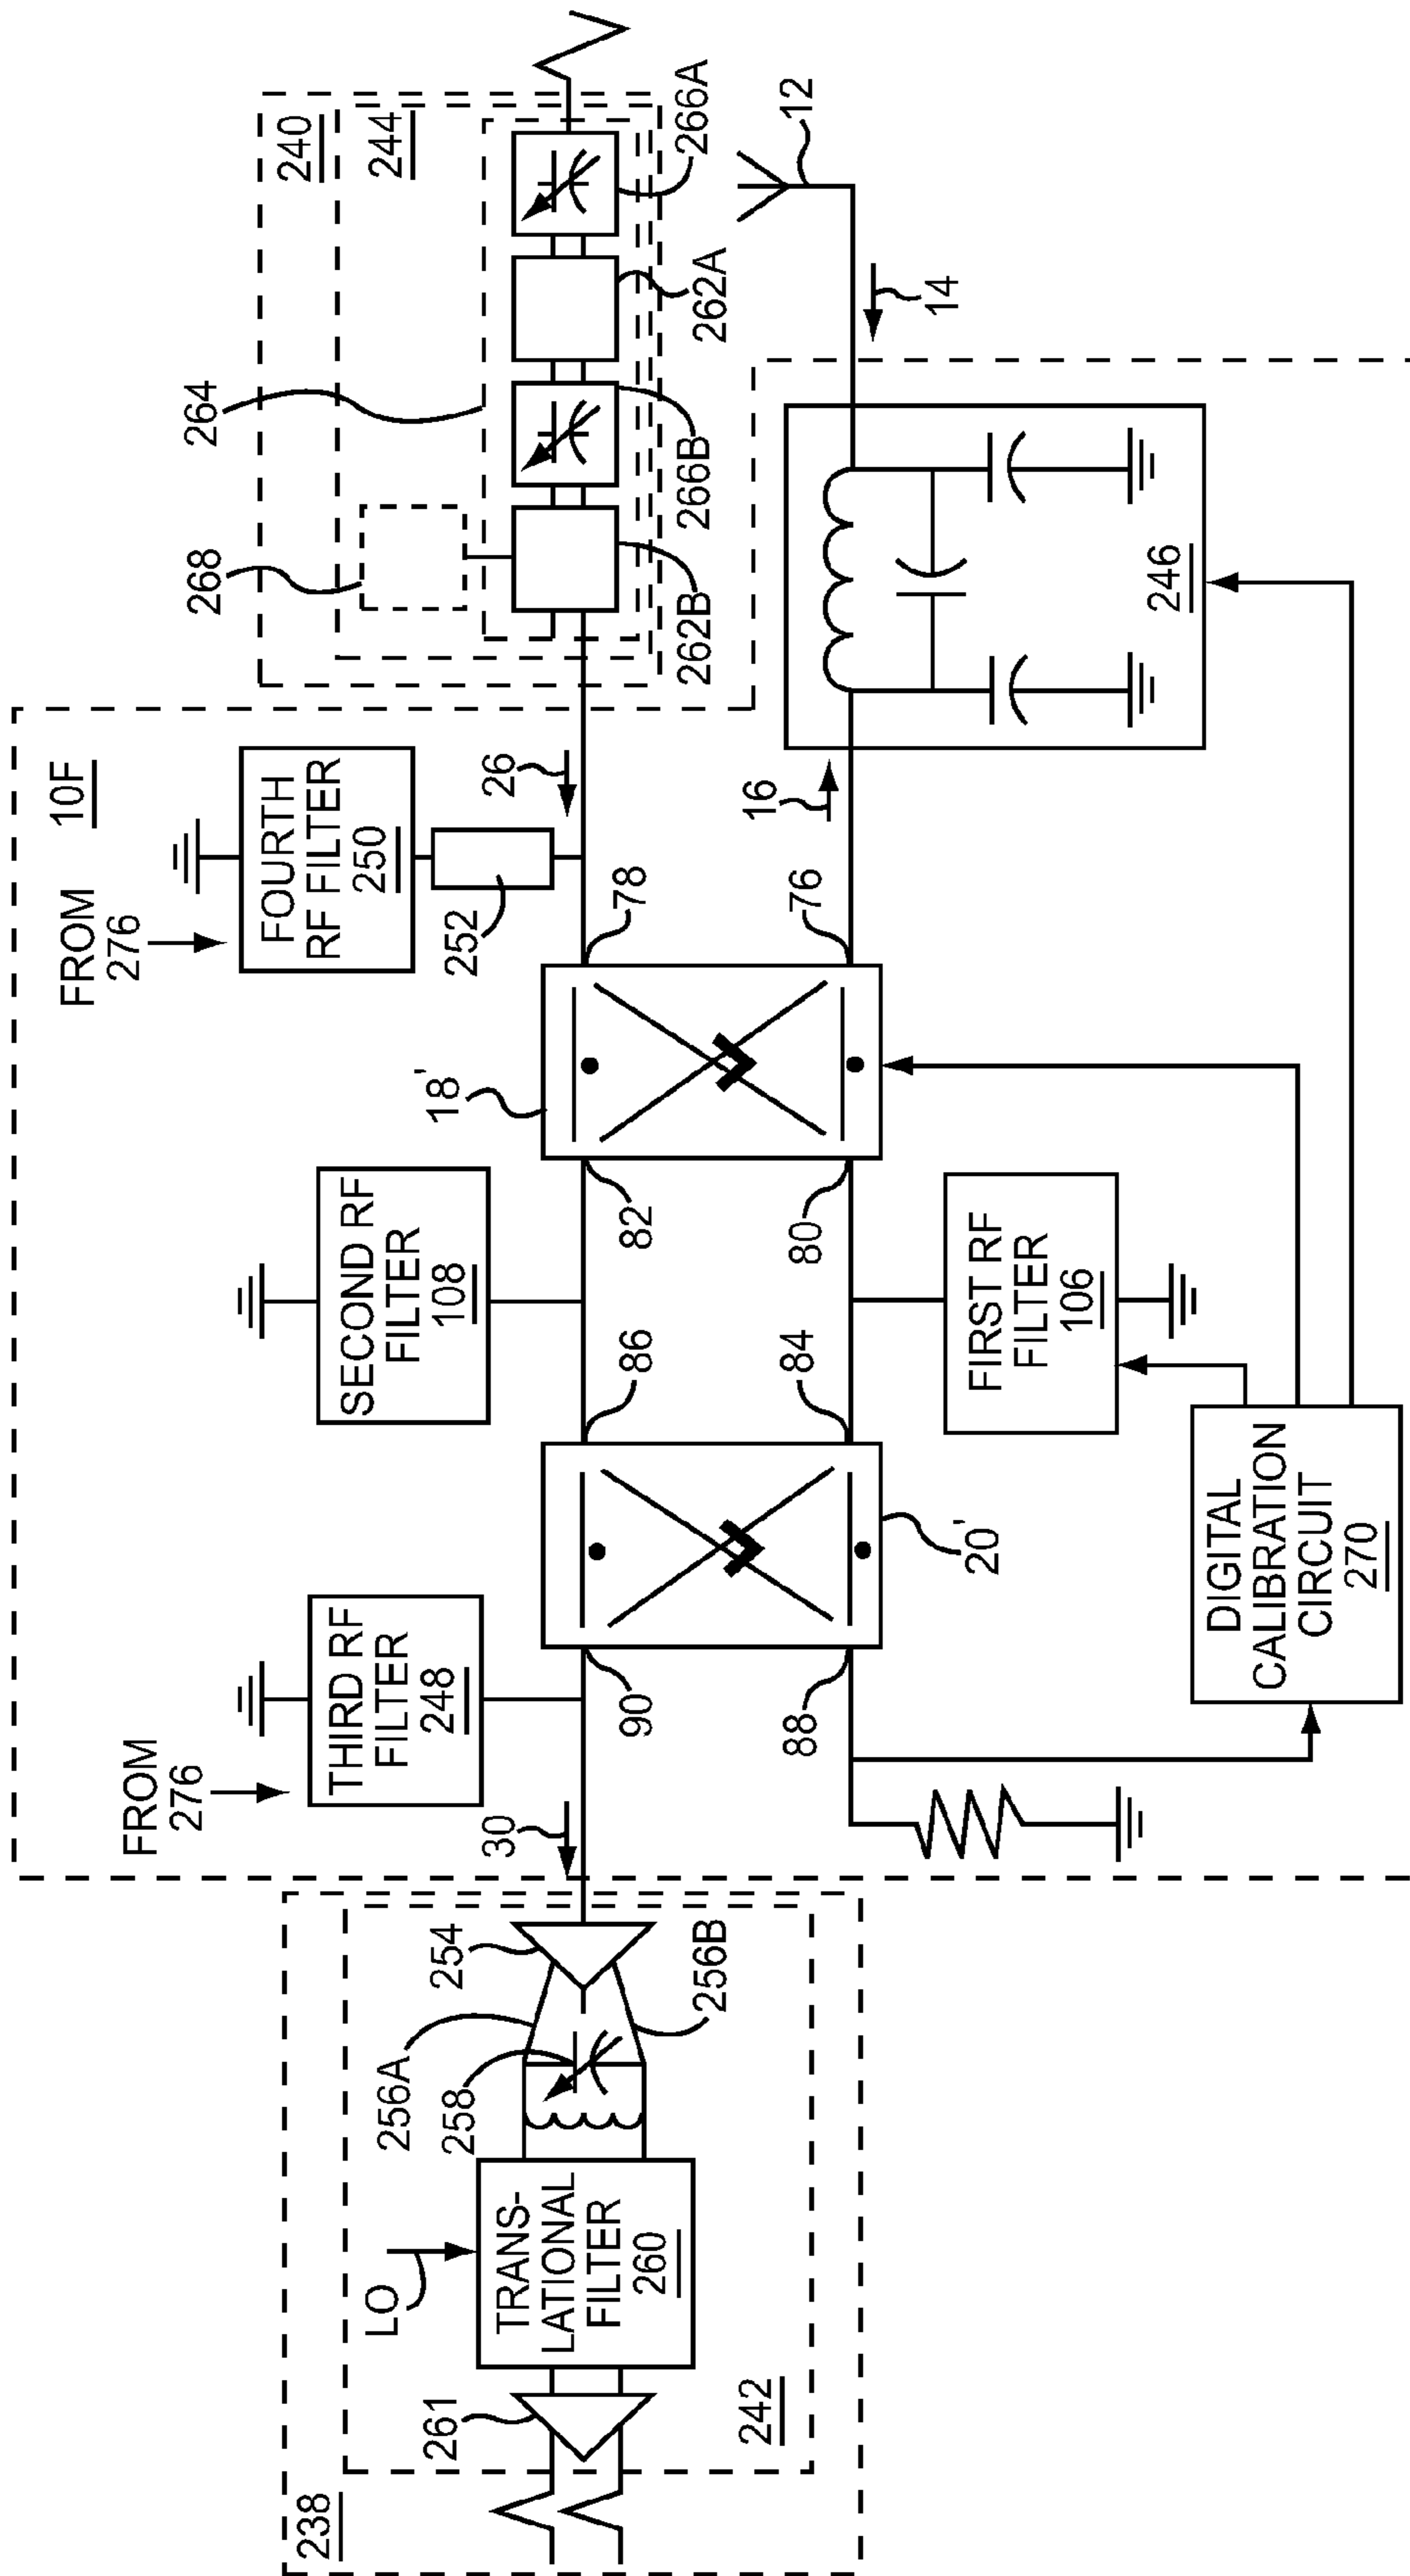 238
242
261
LO
TRANS-
LATIONAL
FILTER
260
256A
258
254
256B
30
FROM
276
THIRD RF
FILTER
248
90
88
20'
DIGITAL
CALIBRATION
CIRCUIT
270
SECOND RF
FILTER
108
86
84
FIRST RF
FILTER
106
82
80
18'
FROM
276
10F
FOURTH
RF FILTER
250
252
26
78
76
16
246
14
12
268
264
240
244
262B
266B
262A
266A